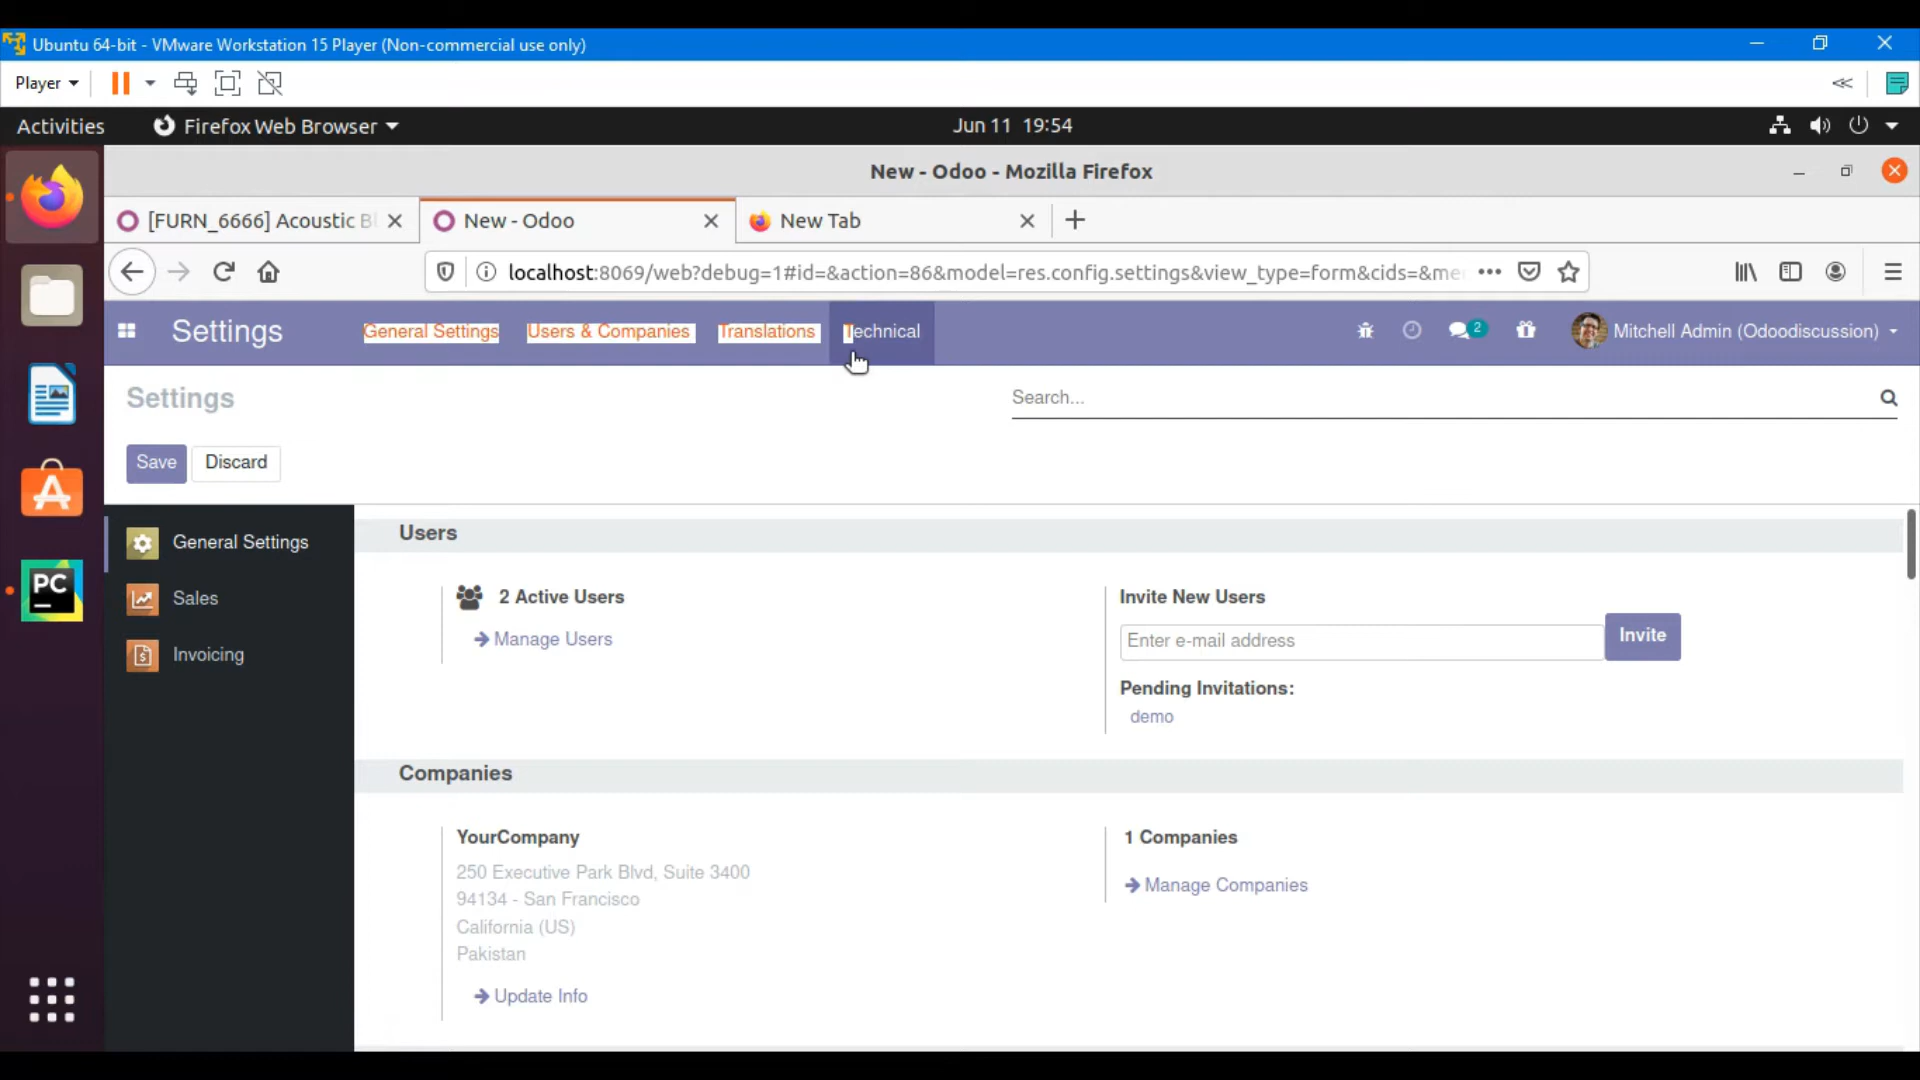 Ubuntu 64-bit - VMware Workstation 15 Player (Non-commercial use only)
Player
Activities
Firefox Web Browser
Jun 11 19:54
New - Odoo - Mozilla Firefox
[FURN_6666] Acoustic Bl
New - Odoo
New Tab
localhost:8069/web?debug=1#id=&action=86&model=res.config.settings&view_type=form&cids=&me
Settings
General Settings
Users & Companies
Translations
Technical
2
Mitchell Admin (Odoodiscussion)
Settings
Search...
Save
Discard
General Settings
Sales
Invoicing
Users
2 Active Users
Manage Users
Invite New Users
Enter e-mail address
Invite
Pending Invitations:
demo
Companies
YourCompany
250 Executive Park Blvd, Suite 3400
94134 - San Francisco
California (US)
Pakistan
Update Info
1 Companies
Manage Companies
PC